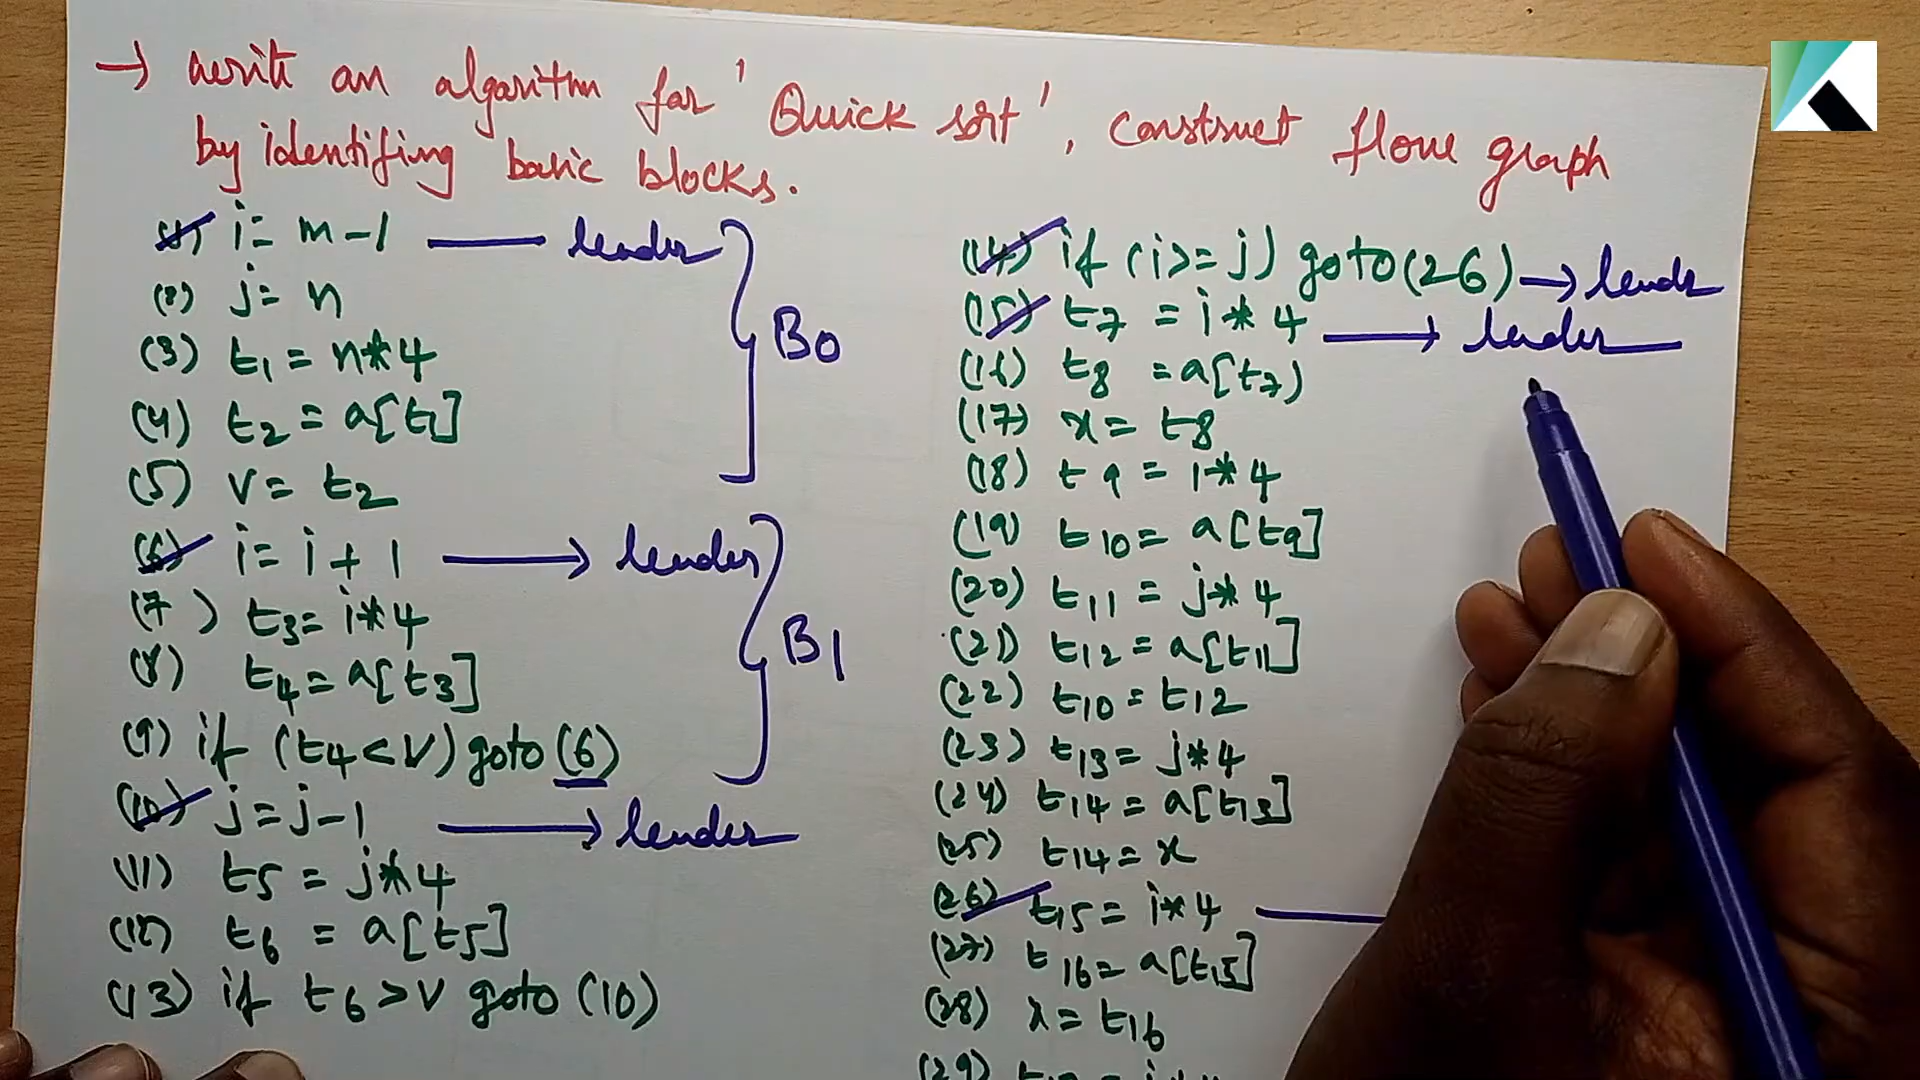 → write an algorithm for 'Quick sort', construct flow graph
by identifing basic blocks.
(1) i = m-1 — leader
(2) j = n
(3) t1 = n*4
(4) t2 = a[t1]
(5) v = t2
B0
(6) i = i + 1 → leader
(7) t3 = i*4
(8) t4 = a[t3]
(9) if (t4 < v) goto (6)
B1
(10) j = j-1 → leader
(11) t5 = j*4
(12) t6 = a[t5]
(13) if t6 > v goto (10)
(14) if (i >= j) goto (26) → leader
(15) t7 = i*4 → leader
(16) t8 = a[t7)
(17) x = t8
(18) t9 = i*4
(19) t10 = a[t9]
(20) t11 = j*4
(21) t12 = a[t11]
(22) t10 = t12
(23) t13 = j*4
(24) t14 = a[t13]
(25) t14 = x
(26) t15 = i*4 —
(27) t16 = a[t15]
(28) x = t16
(29)